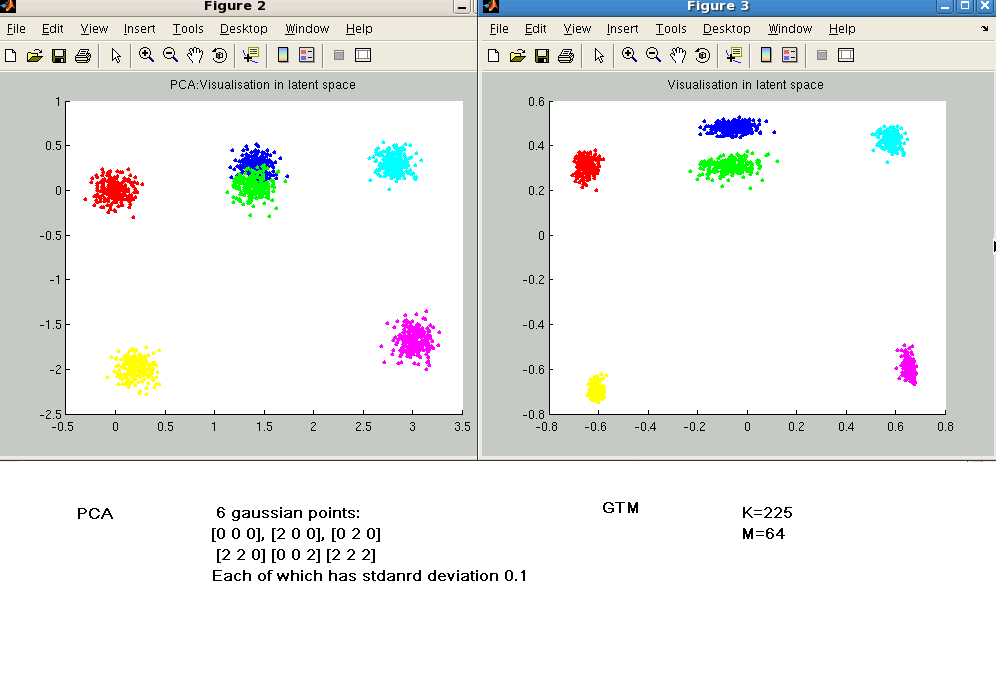 Figure 2
File Edit View Insert Tools Desktop Window Help
PCA:Visualisation in latent space
1
0.5
0
-0.5
-1
-1.5
-2
-2.5
-0.5 0 0.5 1 1.5 2 2.5 3 3.5
Figure 3
File Edit View Insert Tools Desktop Window Help
Visualisation in latent space
0.6
0.4
0.2
0
-0.2
-0.4
-0.6
-0.8
-0.8 -0.6 -0.4 -0.2 0 0.2 0.4 0.6 0.8
PCA
6 gaussian points:
[0 0 0], [2 0 0], [0 2 0]
[2 2 0] [0 0 2] [2 2 2]
Each of which has stdanrd deviation 0.1
GTM
K=225
M=64